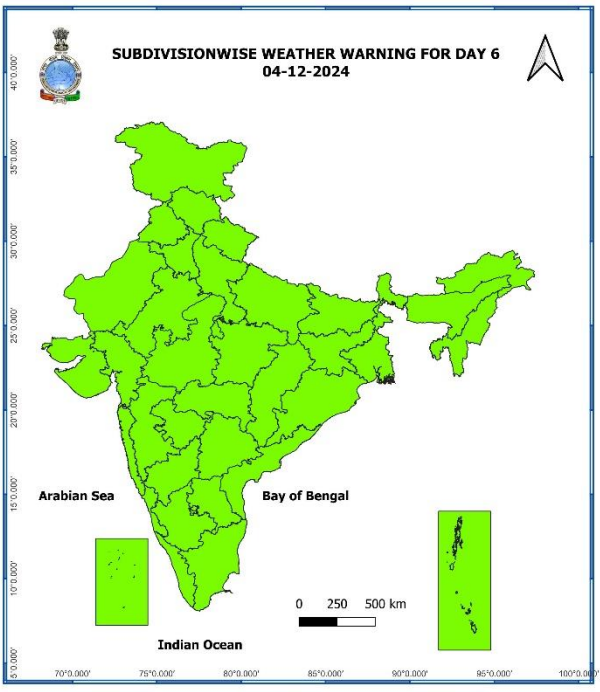 SUBDIVISIONWISE WEATHER WARNING FOR DAY 6
04-12-2024
40°0.000'
35°0.000'
30°0.000'
25°0.000'
20°0.000'
15°0.000'
10°0.000'
5°0.000'
Arabian Sea
Bay of Bengal
0 250 500 km
Indian Ocean
70°0.000' 75°0.000' 80°0.000' 85°0.000' 90°0.000' 95°0.000' 100°0.000'